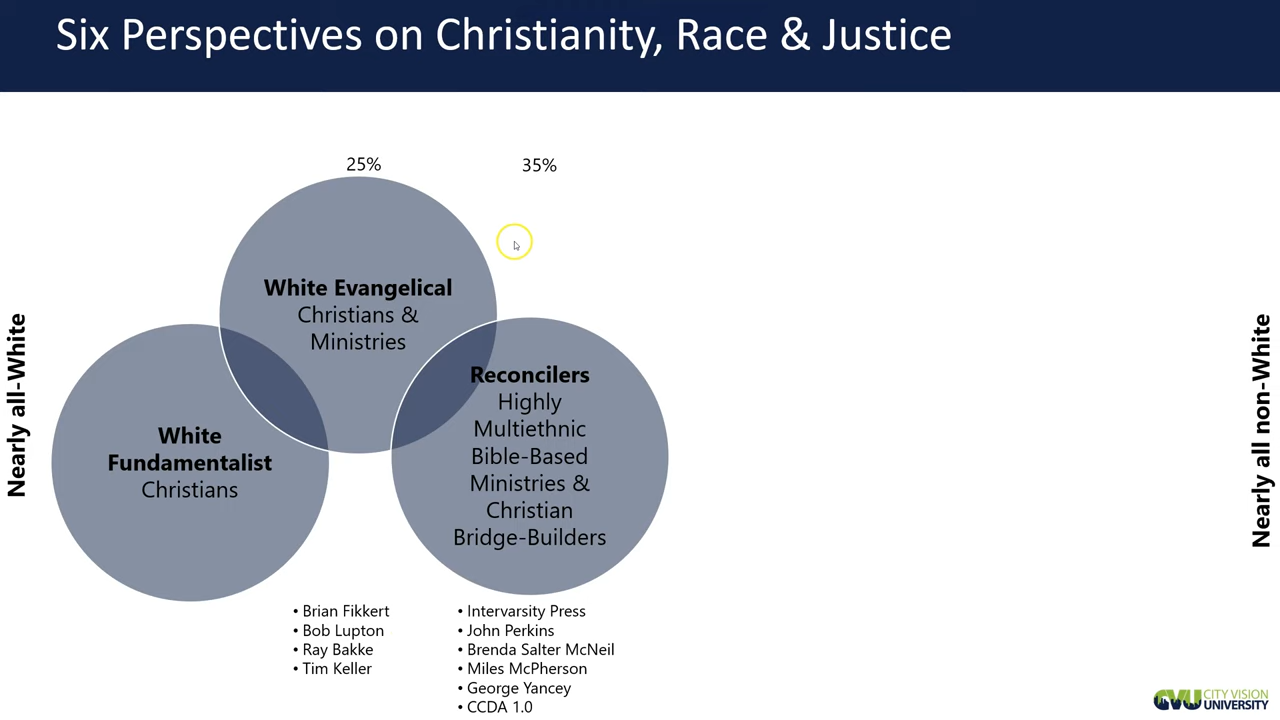 Six Perspectives on Christianity, Race & Justice
25%
35%
White Evangelical
Christians &
Ministries
White
Fundamentalist
Christians
Reconcilers
Highly
Multiethnic
Bible-Based
Ministries &
Christian
Bridge-Builders
Nearly all-White
Nearly all non-White
• Brian Fikkert
• Bob Lupton
• Ray Bakke
• Tim Keller
• Intervarsity Press
• John Perkins
• Brenda Salter McNeil
• Miles McPherson
• George Yancey
• CCDA 1.0
CVU CITY VISION
UNIVERSITY